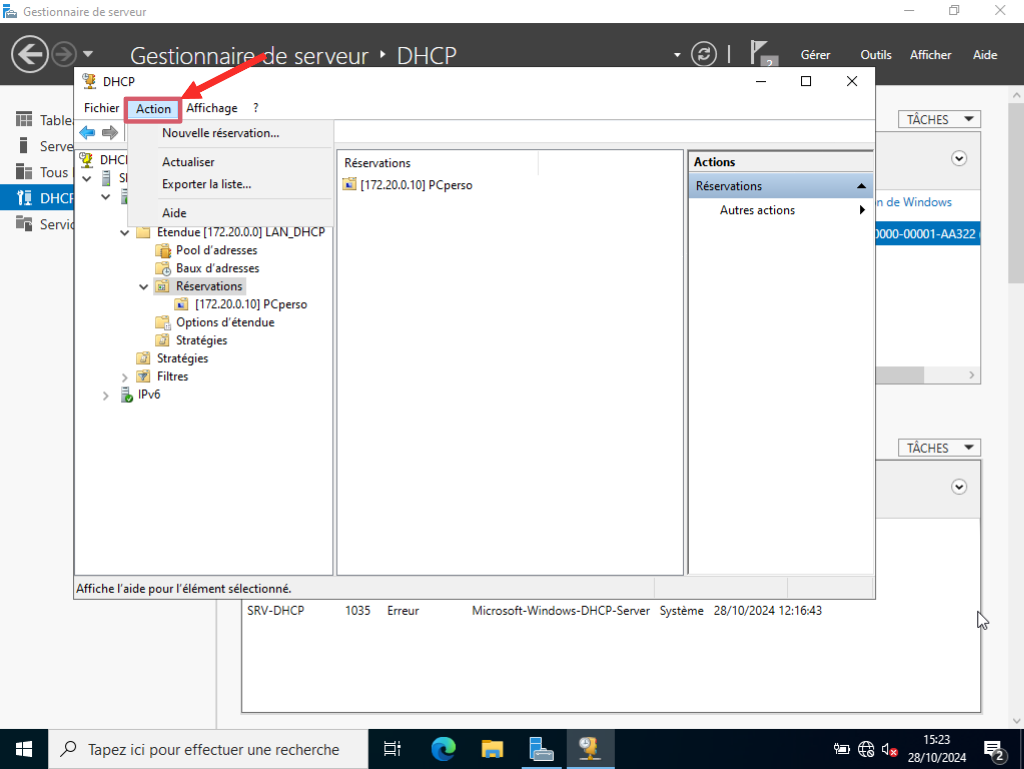 Gestionnaire de serveur
Gestionnaire de serveur ‣ DHCP
Gérer Outils Afficher Aide
DHCP
Fichier Action Affichage ?
Nouvelle réservation...
Actualiser
Exporter la liste...
Aide
Table
Serve
Tous
DHCP
Servic
DHC
Étendue [172.20.0.0] LAN_DHCP
Pool d'adresses
Baux d'adresses
Réservations
[172.20.0.10] PCperso
Options d'étendue
Stratégies
Stratégies
Filtres
IPv6
Réservations
[172.20.0.10] PCperso
Actions
Réservations
Autres actions
TÂCHES
n de Windows
0000-00001-AA322
TÂCHES
Affiche l'aide pour l'élément sélectionné.
SRV-DHCP 1035 Erreur Microsoft-Windows-DHCP-Server Système 28/10/2024 12:16:43
Tapez ici pour effectuer une recherche
15:23
28/10/2024
2